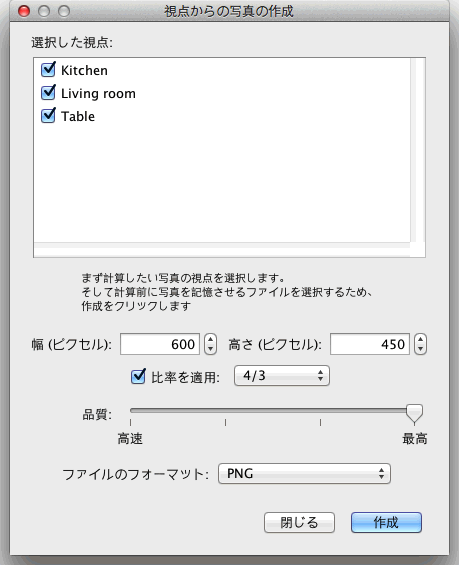 視点からの写真の作成
選択した視点:
Kitchen
Living room
Table
まず計算したい写真の視点を選択します。
そして計算前に写真を記憶させるファイルを選択するため、
作成をクリックします
幅 (ピクセル): 600 高さ (ピクセル): 450
比率を適用: 4/3
品質:
高速 最高
ファイルのフォーマット: PNG
閉じる 作成